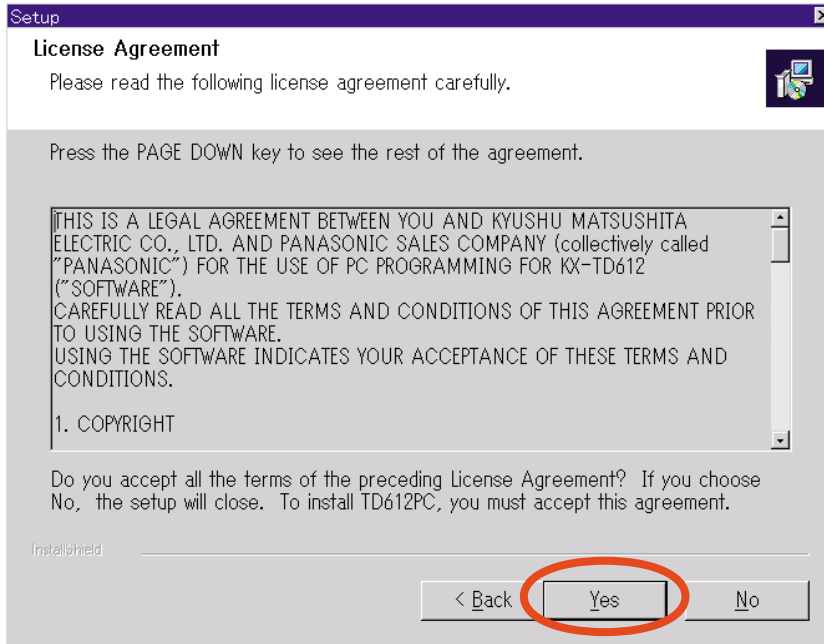 Setup
License Agreement
Please read the following license agreement carefully.
Press the PAGE DOWN key to see the rest of the agreement.
THIS IS A LEGAL AGREEMENT BETWEEN YOU AND KYUSHU MATSUSHITA
ELECTRIC CO., LTD. AND PANASONIC SALES COMPANY (collectively called
"PANASONIC") FOR THE USE OF PC PROGRAMMING FOR KX-TD612
("SOFTWARE").
CAREFULLY READ ALL THE TERMS AND CONDITIONS OF THIS AGREEMENT PRIOR
TO USING THE SOFTWARE.
USING THE SOFTWARE INDICATES YOUR ACCEPTANCE OF THESE TERMS AND
CONDITIONS.
1. COPYRIGHT
Do you accept all the terms of the preceding License Agreement? If you choose
No, the setup will close. To install TD612PC, you must accept this agreement.
InstallShield
< Back Yes No